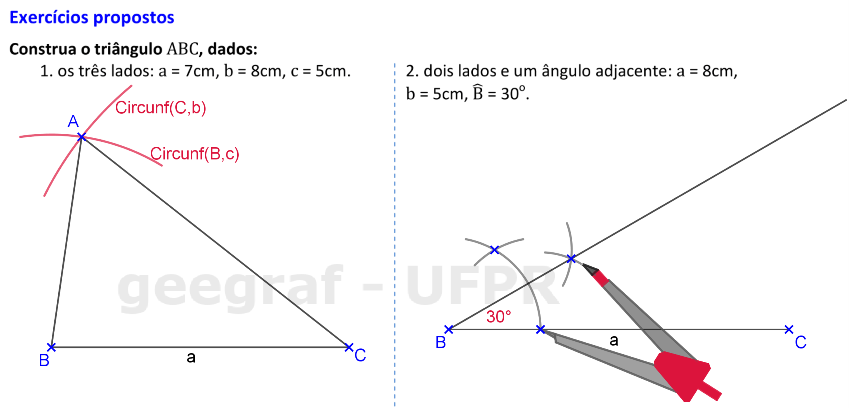 Exercícios propostos
Construa o triângulo ABC, dados:
1. os três lados: a = 7cm, b = 8cm, c = 5cm.
Circunf(C,b)
A
Circunf(B,c)
B
a
C
2. dois lados e um ângulo adjacente: a = 8cm,
b = 5cm, B̂ = 30°.
30°
B
a
C
geegraf - UFPR